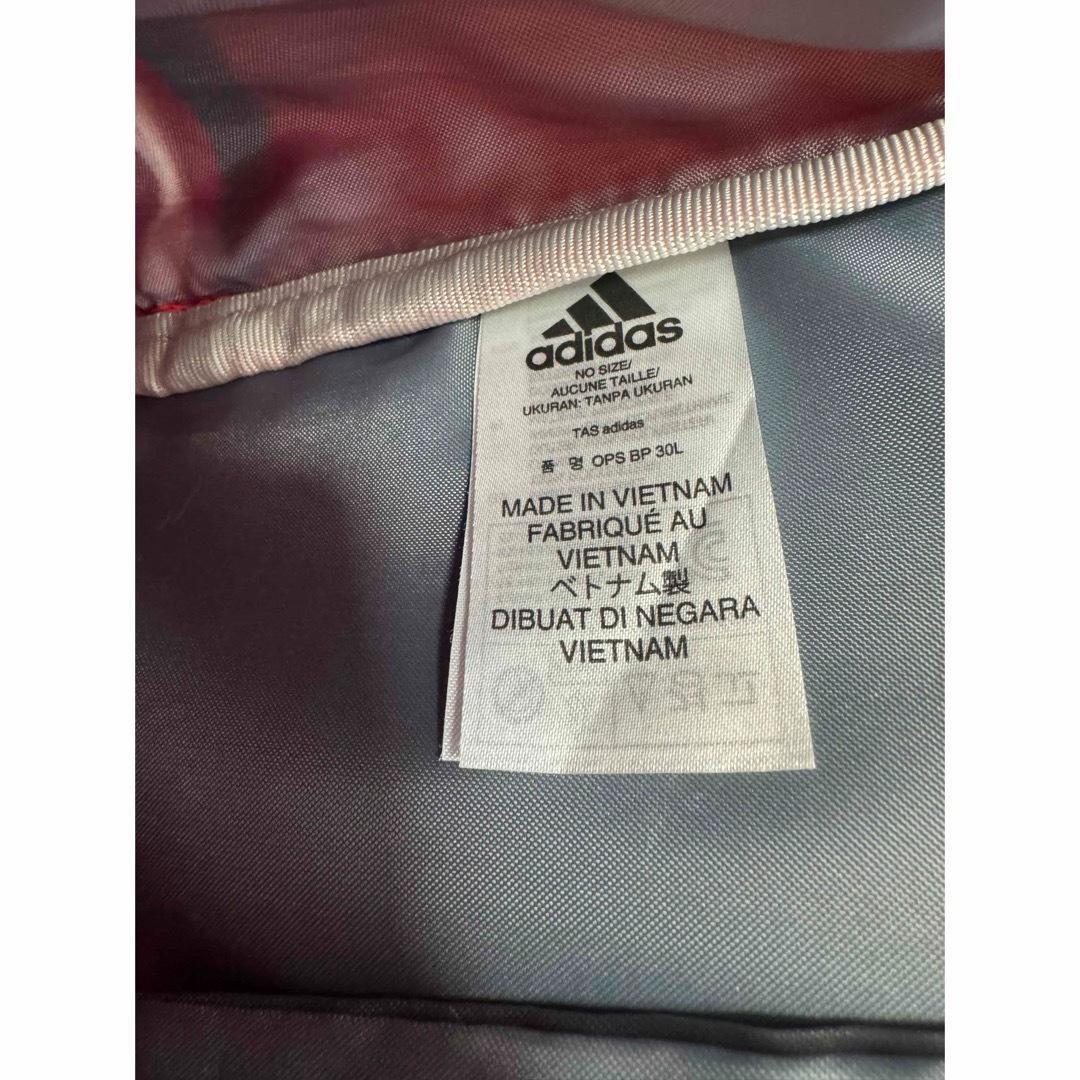 adidas
NO SIZE/
AUCUNE TAILLE/
UKURAN: TANPA UKURAN
TAS adidas
품 명 OPS BP 30L
MADE IN VIETNAM
FABRIQUÉ AU
VIETNAM
ベトナム製
DIBUAT DI NEGARA
VIETNAM